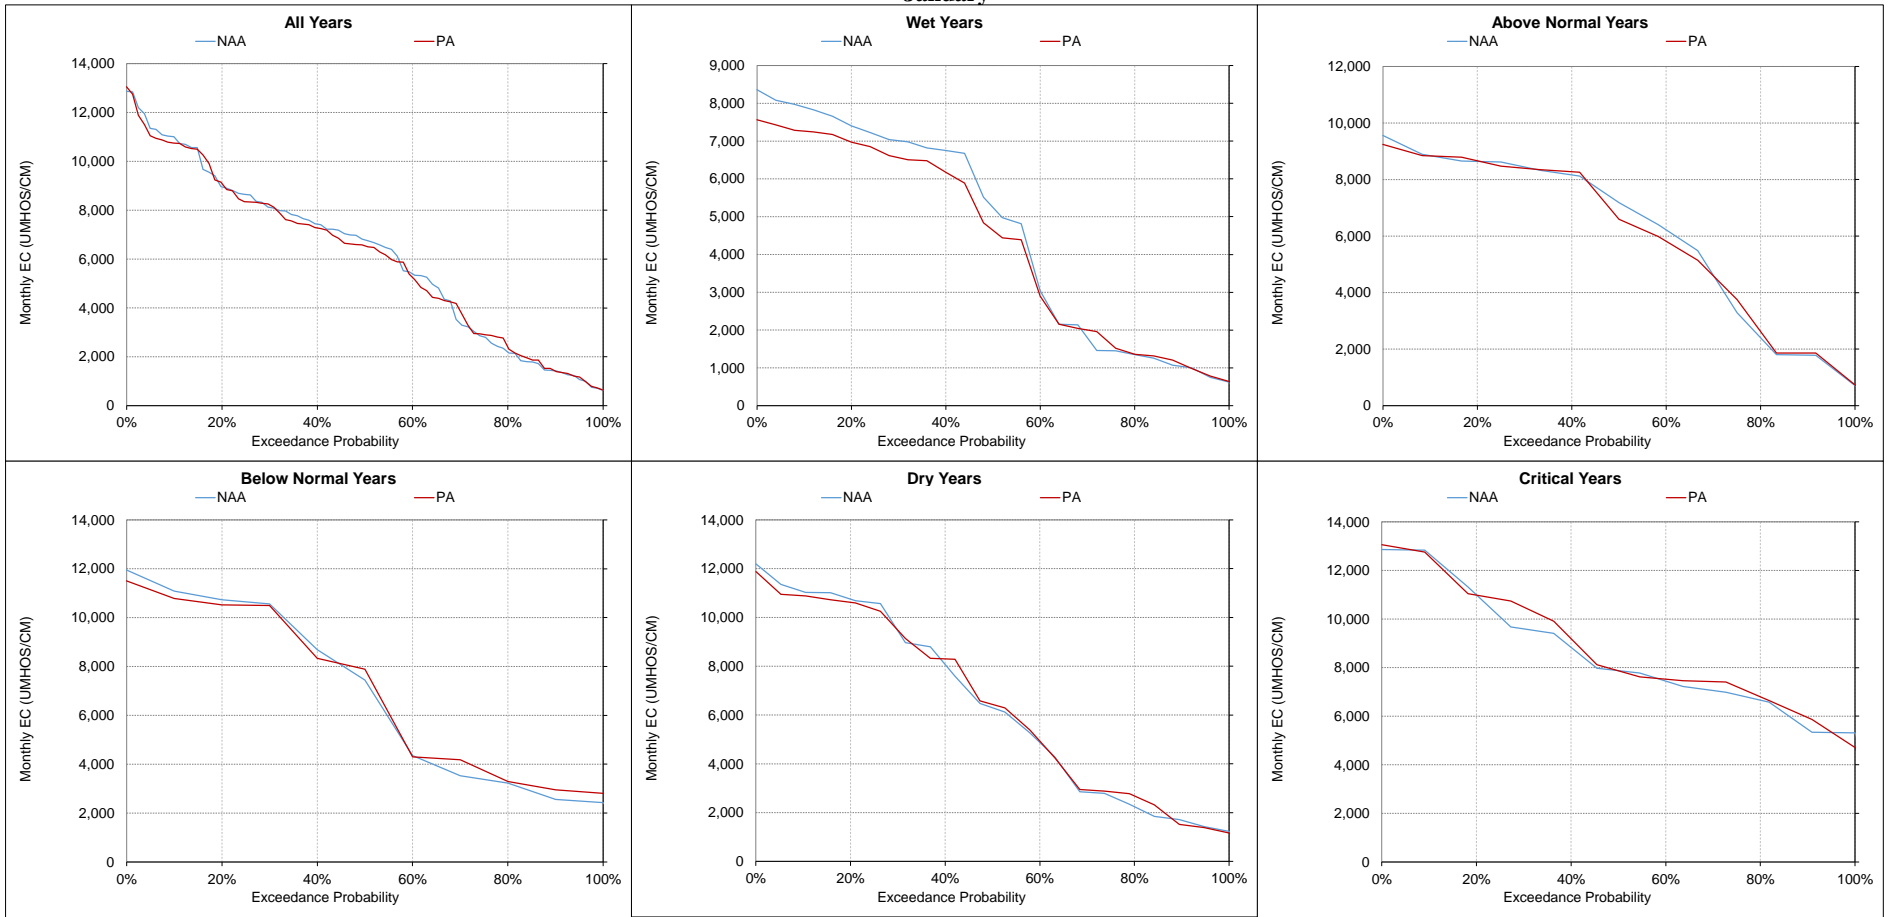 All Years
NAA PA
Monthly EC (UMHOS/CM)
14,000
12,000
10,000
8,000
6,000
4,000
2,000
0
0% 20% 40% 60% 80% 100%
Exceedance Probability
Wet Years
NAA PA
Monthly EC (UMHOS/CM)
9,000
8,000
7,000
6,000
5,000
4,000
3,000
2,000
1,000
0
0% 20% 40% 60% 80% 100%
Exceedance Probability
Above Normal Years
NAA PA
Monthly EC (UMHOS/CM)
12,000
10,000
8,000
6,000
4,000
2,000
0
0% 20% 40% 60% 80% 100%
Exceedance Probability
Below Normal Years
NAA PA
Monthly EC (UMHOS/CM)
14,000
12,000
10,000
8,000
6,000
4,000
2,000
0
0% 20% 40% 60% 80% 100%
Exceedance Probability
Dry Years
NAA PA
Monthly EC (UMHOS/CM)
14,000
12,000
10,000
8,000
6,000
4,000
2,000
0
0% 20% 40% 60% 80% 100%
Exceedance Probability
Critical Years
NAA PA
Monthly EC (UMHOS/CM)
14,000
12,000
10,000
8,000
6,000
4,000
2,000
0
0% 20% 40% 60% 80% 100%
Exceedance Probability